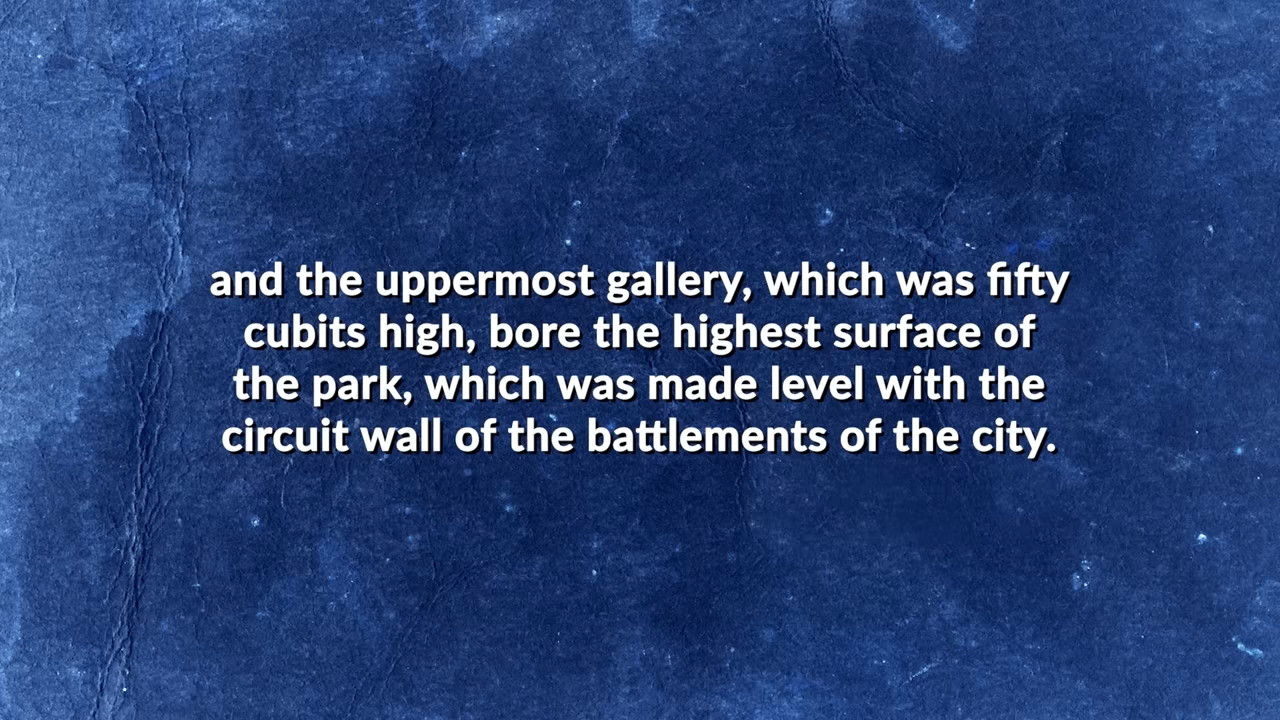 and the uppermost gallery, which was fifty
cubits high, bore the highest surface of
the park, which was made level with the
circuit wall of the battlements of the city.